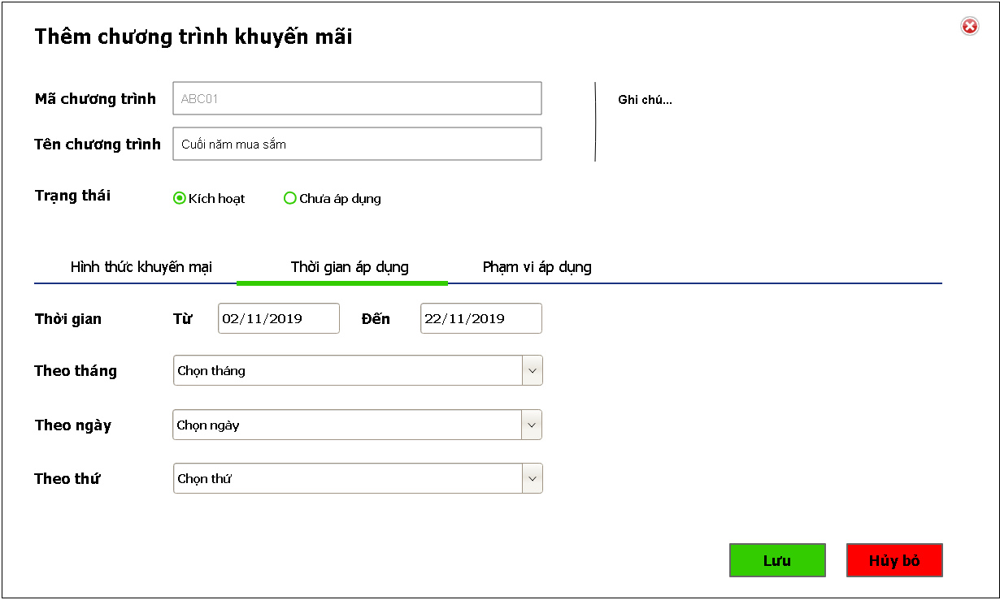 Thêm chương trình khuyến mãi
Mã chương trình ABC01 Ghi chú...
Tên chương trình Cuối năm mua sắm
Trạng thái Kích hoạt Chưa áp dụng
Hình thức khuyến mại Thời gian áp dụng Phạm vi áp dụng
Thời gian Từ 02/11/2019 Đến 22/11/2019
Theo tháng Chọn tháng
Theo ngày Chọn ngày
Theo thứ Chọn thứ
Lưu Hủy bỏ